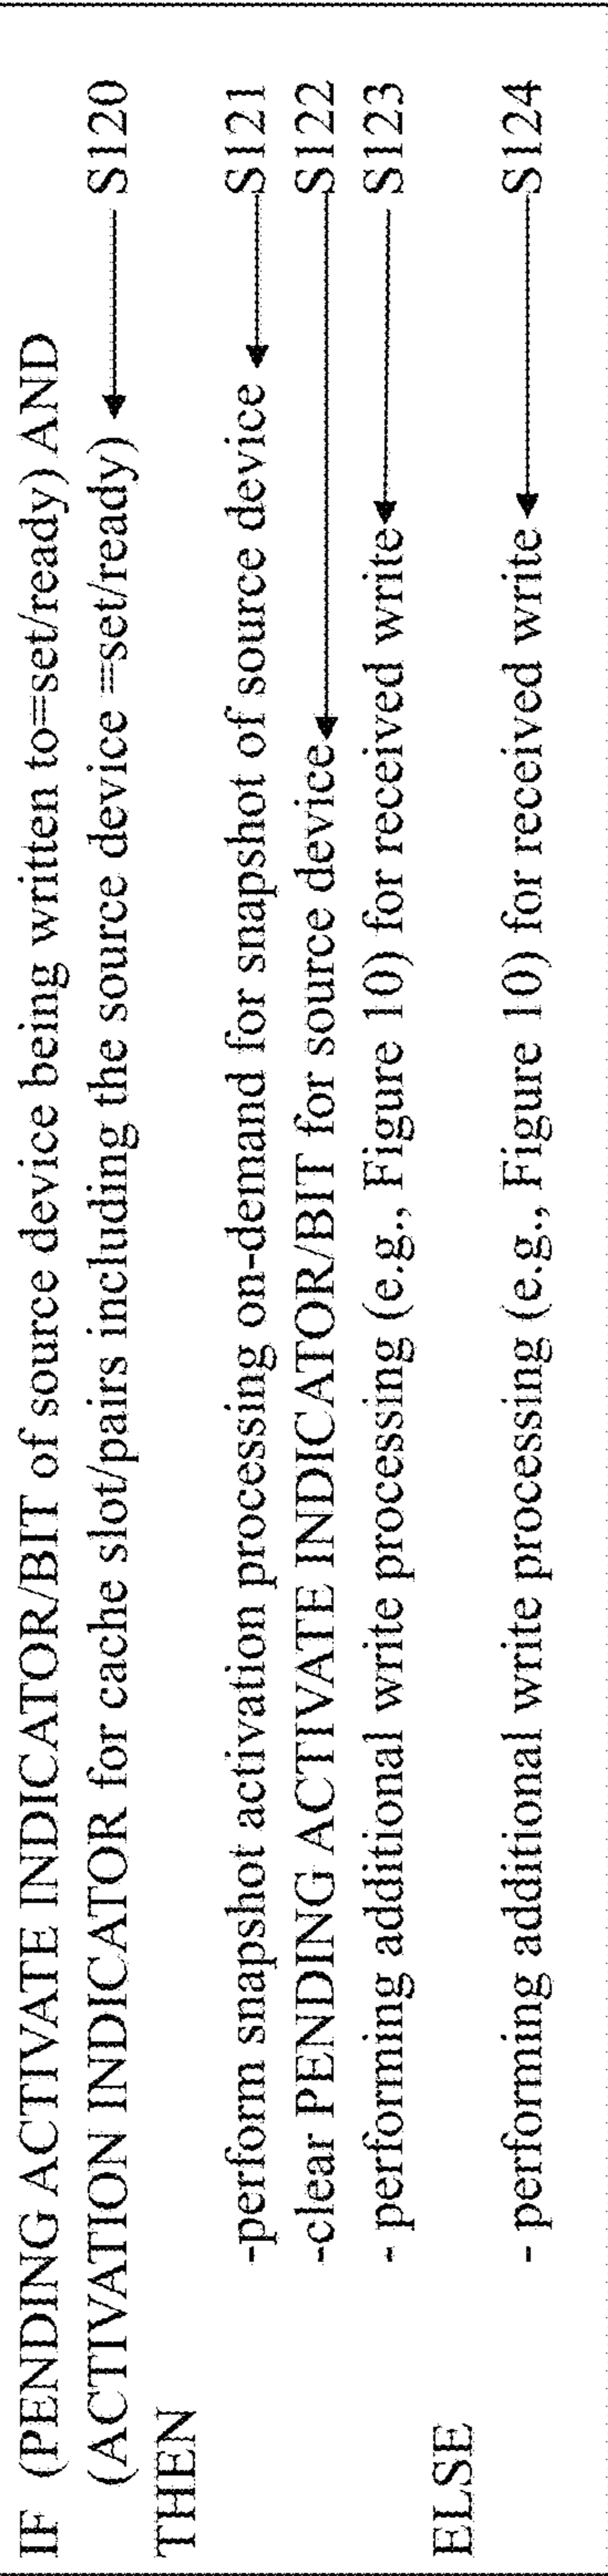 IF (PENDING ACTIVATE INDICATOR/BIT of source device being written to=set/ready) AND
(ACTIVATION INDICATOR for cache slot/pairs including the source device =set/ready) S120
THEN
-perform snapshot activation processing on-demand for snapshot of source device S121
-clear PENDING ACTIVATE INDICATOR/BIT for source device S122
- performing additional write processing (e.g., Figure 10) for received write S123
ELSE
- performing additional write processing (e.g., Figure 10) for received write S124